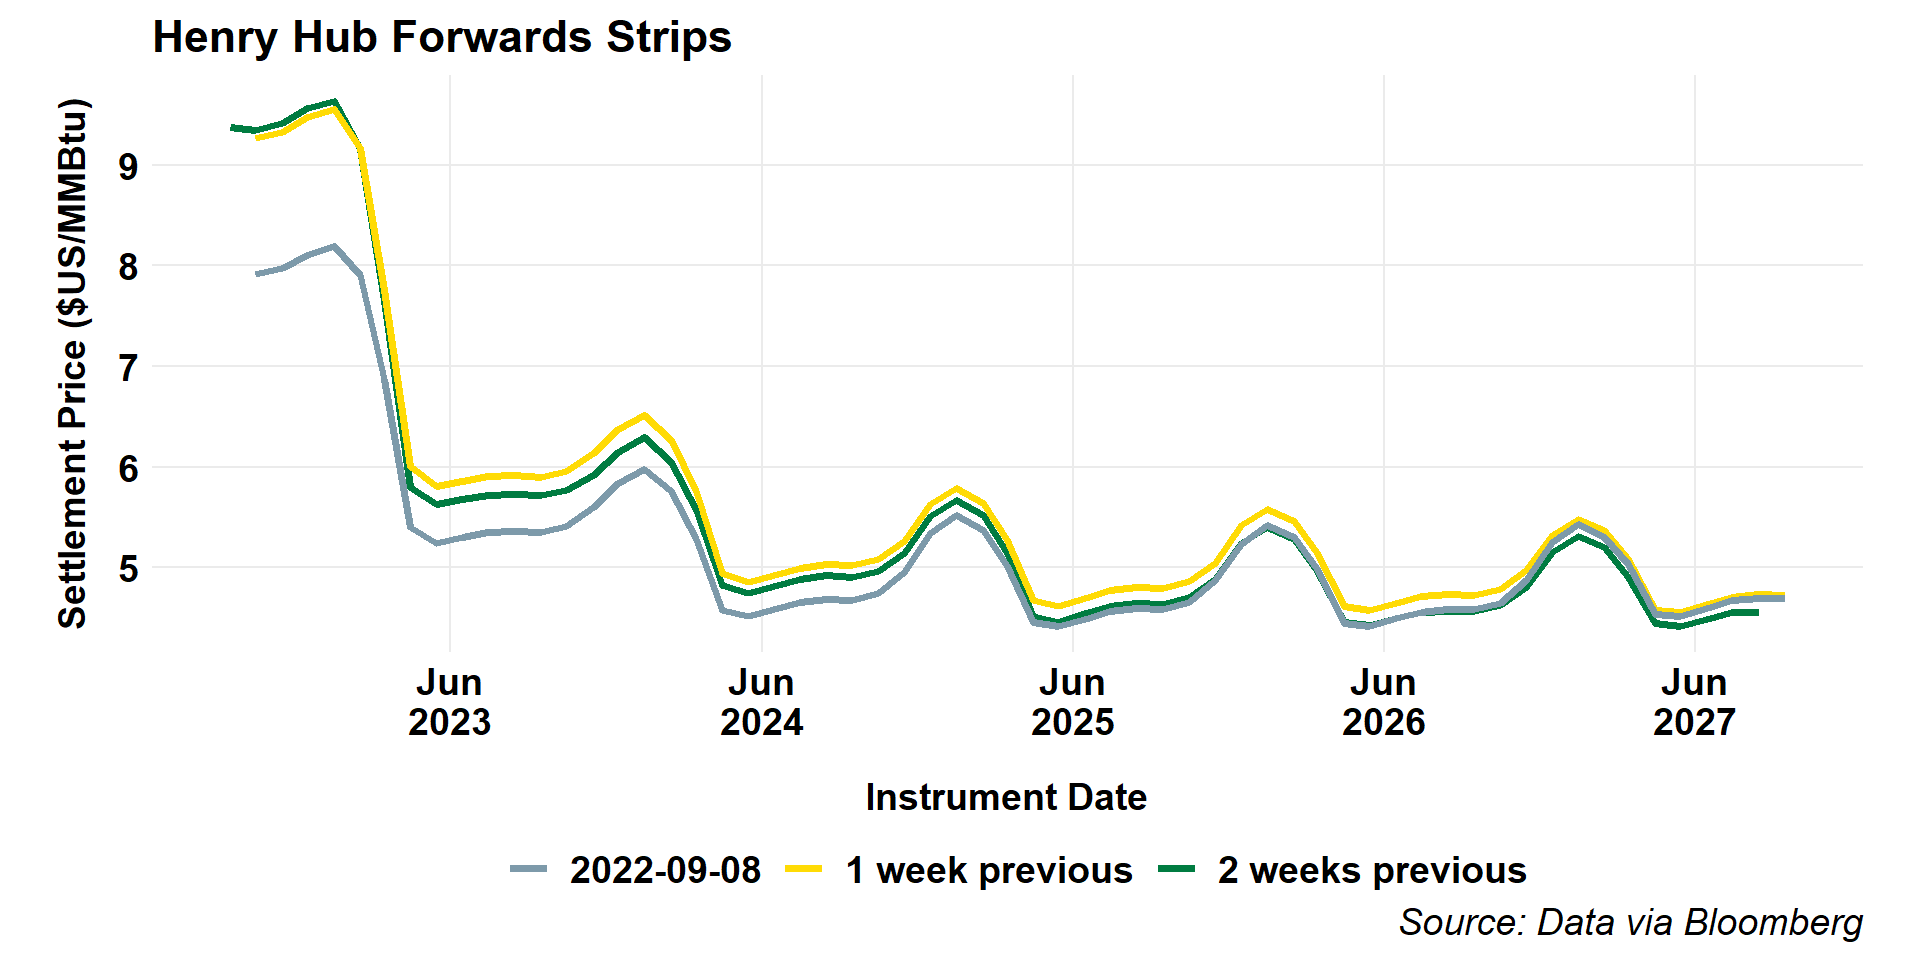 Henry Hub Forwards Strips
Settlement Price ($US/MMBtu)
9
8
7
6
5
Jun
2023
Jun
2024
Jun
2025
Jun
2026
Jun
2027
Instrument Date
2022-09-08
1 week previous
2 weeks previous
Source: Data via Bloomberg